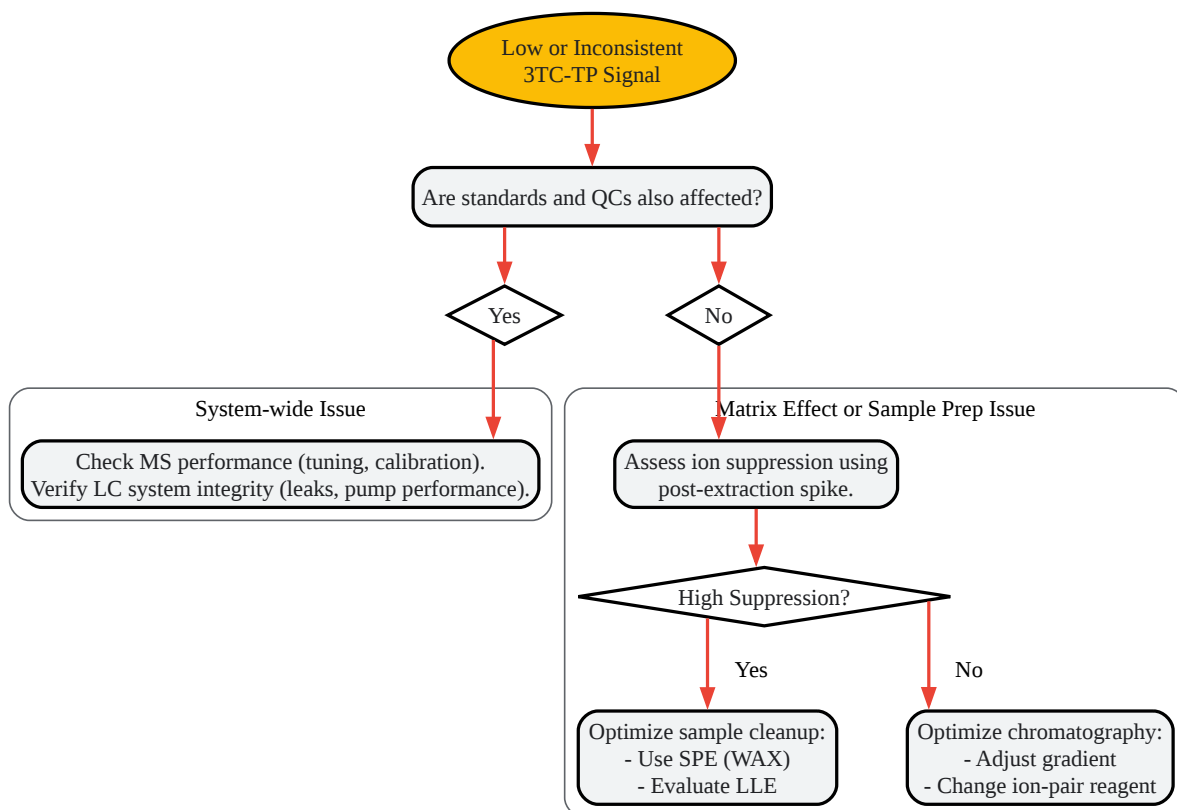 Low or Inconsistent
3TC-TP Signal
Are standards and QCs also affected?
Yes
No
System-wide Issue
Matrix Effect or Sample Prep Issue
Check MS performance (tuning, calibration).
Verify LC system integrity (leaks, pump performance).
Assess ion suppression using
post-extraction spike.
High Suppression?
Yes
No
Optimize sample cleanup:
- Use SPE (WAX)
- Evaluate LLE
Optimize chromatography:
- Adjust gradient
- Change ion-pair reagent